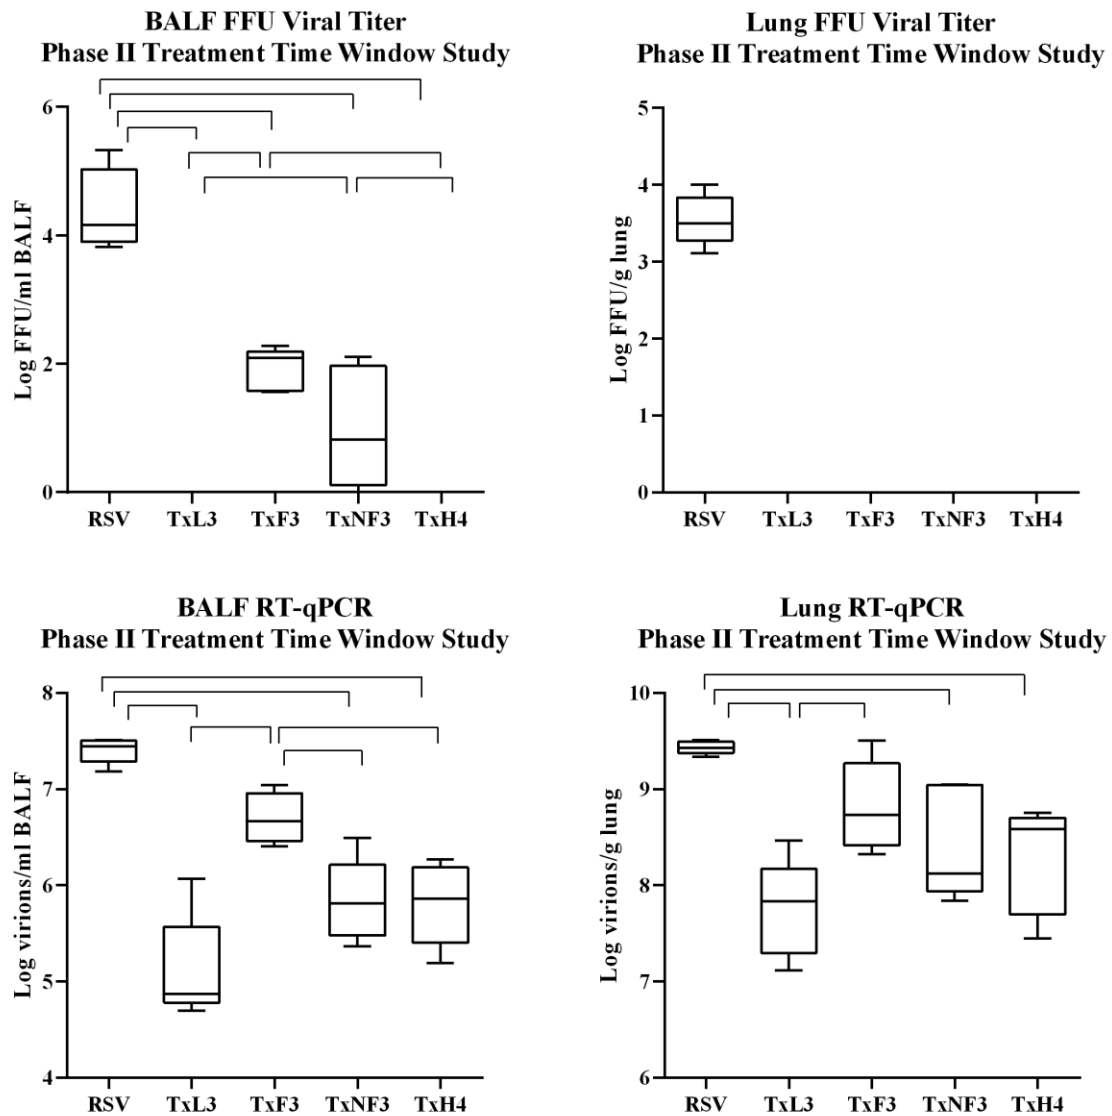 BALF FFU Viral Titer
Phase II Treatment Time Window Study
Log FFU/ml BALF
6
4
2
0
RSV TxL3 TxF3 TxNF3 TxH4
Lung FFU Viral Titer
Phase II Treatment Time Window Study
Log FFU/g lung
5
4
3
2
1
0
RSV TxL3 TxF3 TxNF3 TxH4
BALF RT-qPCR
Phase II Treatment Time Window Study
Log virions/ml BALF
8
7
6
5
4
RSV TxL3 TxF3 TxNF3 TxH4
Lung RT-qPCR
Phase II Treatment Time Window Study
Log virions/g lung
10
9
8
7
6
RSV TxL3 TxF3 TxNF3 TxH4